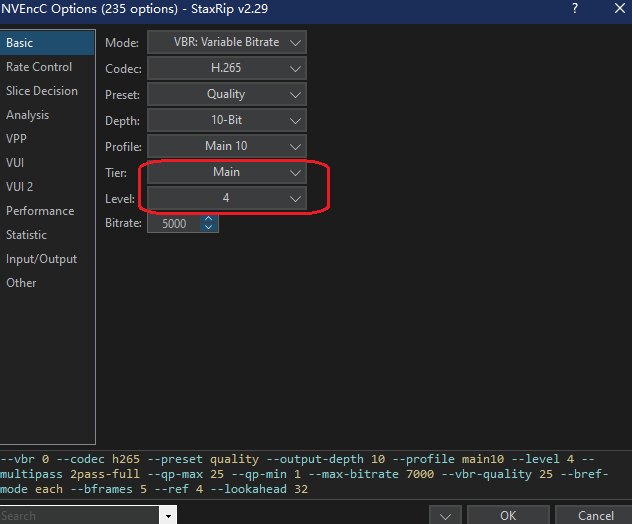 NVEncC Options (235 options) - StaxRip v2.29
?
Basic
Rate Control
Slice Decision
Analysis
VPP
VUI
VUI 2
Performance
Statistic
Input/Output
Other
Mode: VBR: Variable Bitrate
Codec: H.265
Preset: Quality
Depth: 10-Bit
Profile: Main 10
Tier: Main
Level: 4
Bitrate: 5000
--vbr 0 --codec h265 --preset quality --output-depth 10 --profile main10 --level 4 --
multipass 2pass-full --qp-max 25 --qp-min 1 --max-bitrate 7000 --vbr-quality 25 --bref-
mode each --bframes 5 --ref 4 --lookahead 32
Search
OK
Cancel